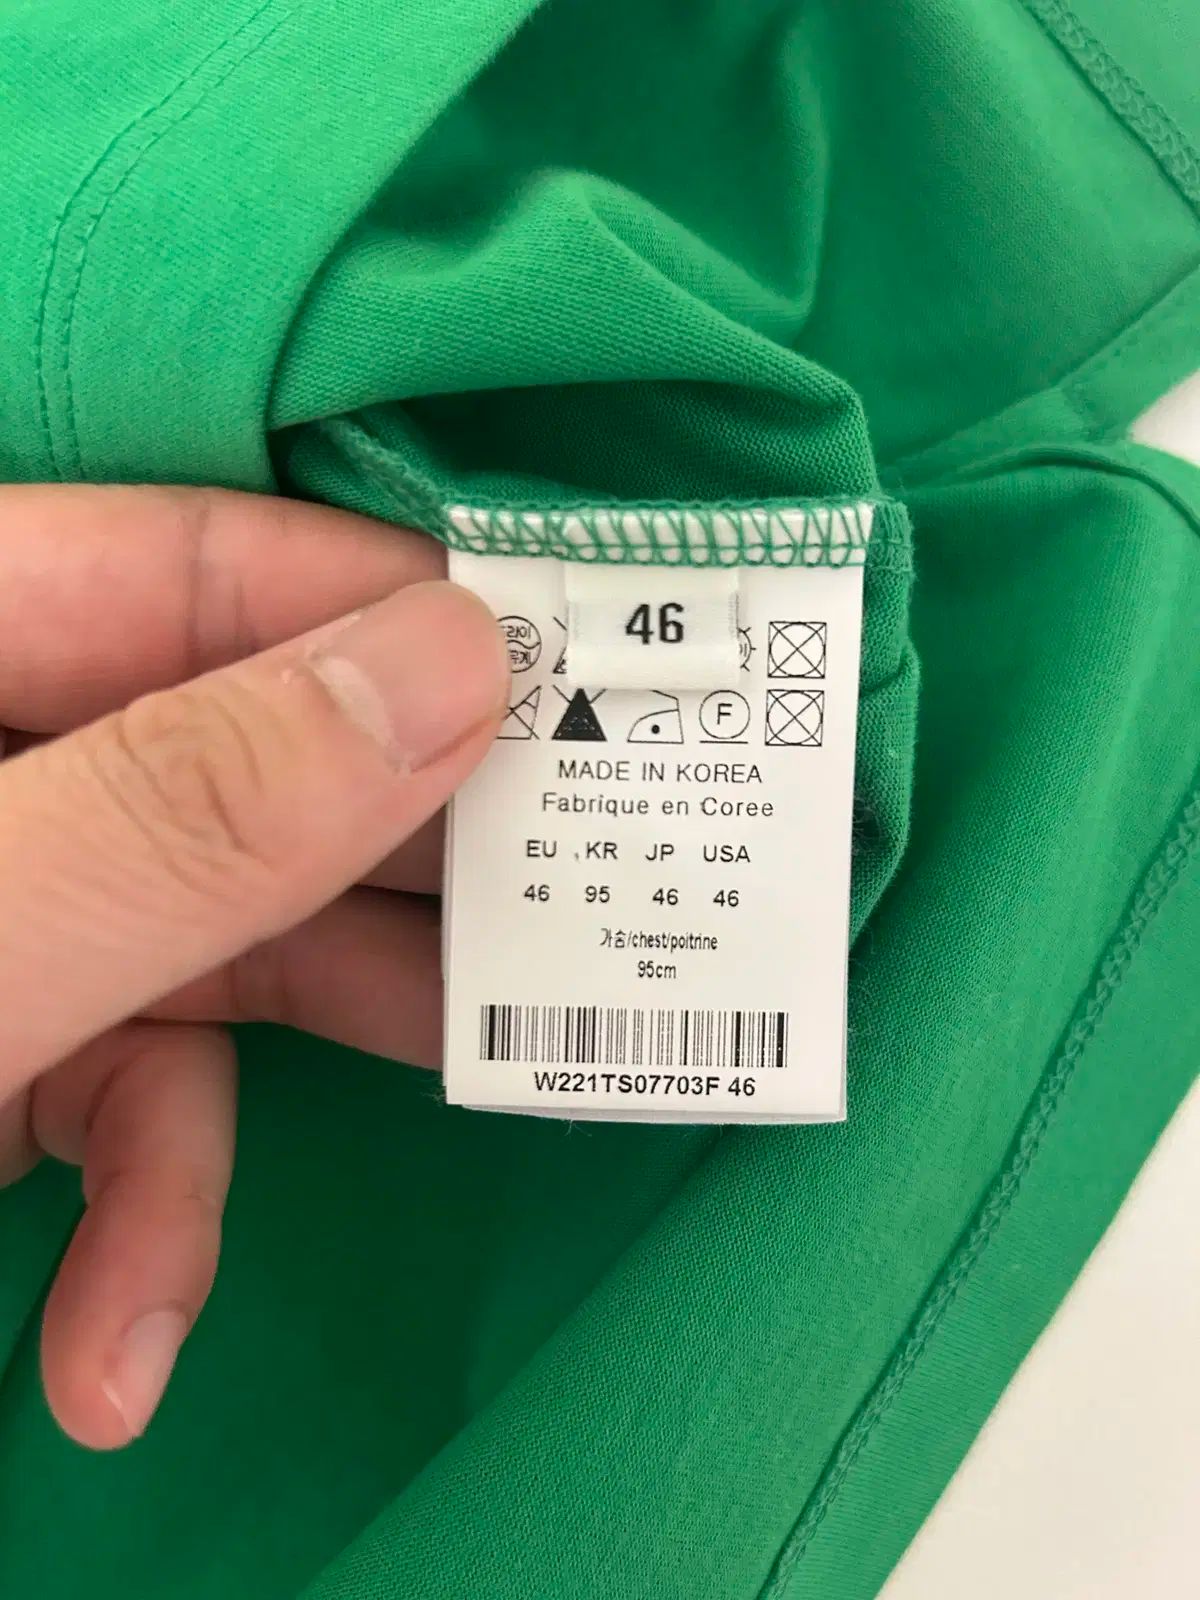 46
F
MADE IN KOREA
Fabrique en Coree
EU KR JP USA
46 95 46 46
가슴/chest/poitrine
95cm
W221TS07703F 46